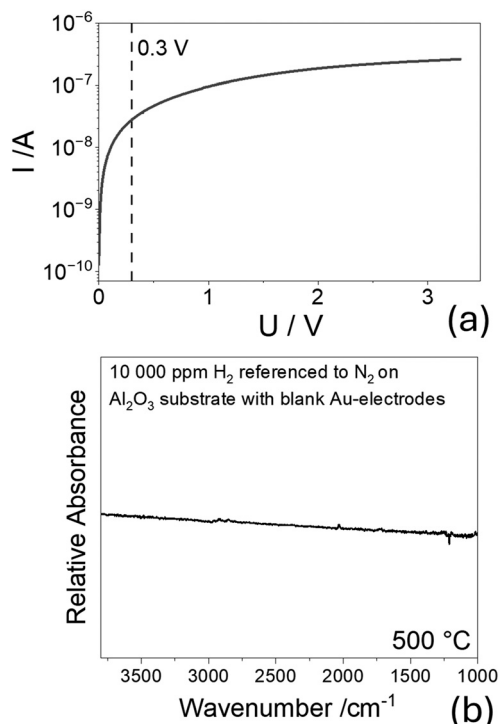 10⁻⁶
0.3 V
10⁻⁷
I /A
10⁻⁸
10⁻⁹
10⁻¹⁰
0 1 2 3
U / V
(a)
10 000 ppm H₂ referenced to N₂ on
Al₂O₃ substrate with blank Au-electrodes
Relative Absorbance
500 °C
3500 3000 2500 2000 1500 1000
Wavenumber /cm⁻¹
(b)